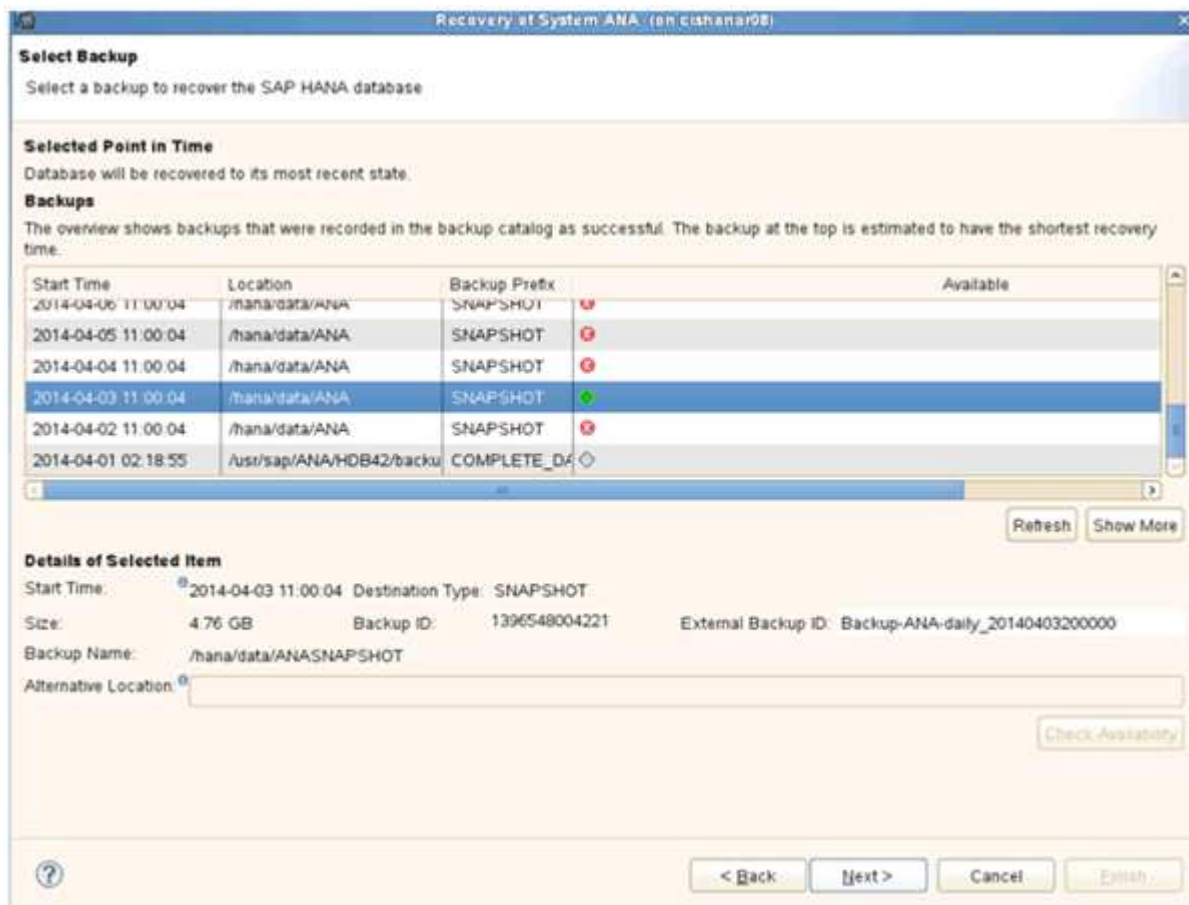 Recovery of System ANA (on cishanar08)
Select Backup
Select a backup to recover the SAP HANA database
Selected Point in Time
Database will be recovered to its most recent state.
Backups
The overview shows backups that were recorded in the backup catalog as successful. The backup at the top is estimated to have the shortest recovery
time.
Start Time Location Backup Prefix Available
2014-04-06 11:00:04 /hana/data/ANA SNAPSHOT
2014-04-05 11:00:04 /hana/data/ANA SNAPSHOT
2014-04-04 11:00:04 /hana/data/ANA SNAPSHOT
2014-04-03 11:00:04 /hana/data/ANA SNAPSHOT
2014-04-02 11:00:04 /hana/data/ANA SNAPSHOT
2014-04-01 02:18:55 /usr/sap/ANA/HDB42/backu COMPLETE_DA
Refresh Show More
Details of Selected Item
Start Time: 2014-04-03 11:00:04 Destination Type: SNAPSHOT
Size: 4.76 GB Backup ID: 1396548004221 External Backup ID: Backup-ANA-daily_20140403200000
Backup Name: /hana/data/ANASNAPSHOT
Alternative Location:
Check Availability
< Back Next > Cancel Finish